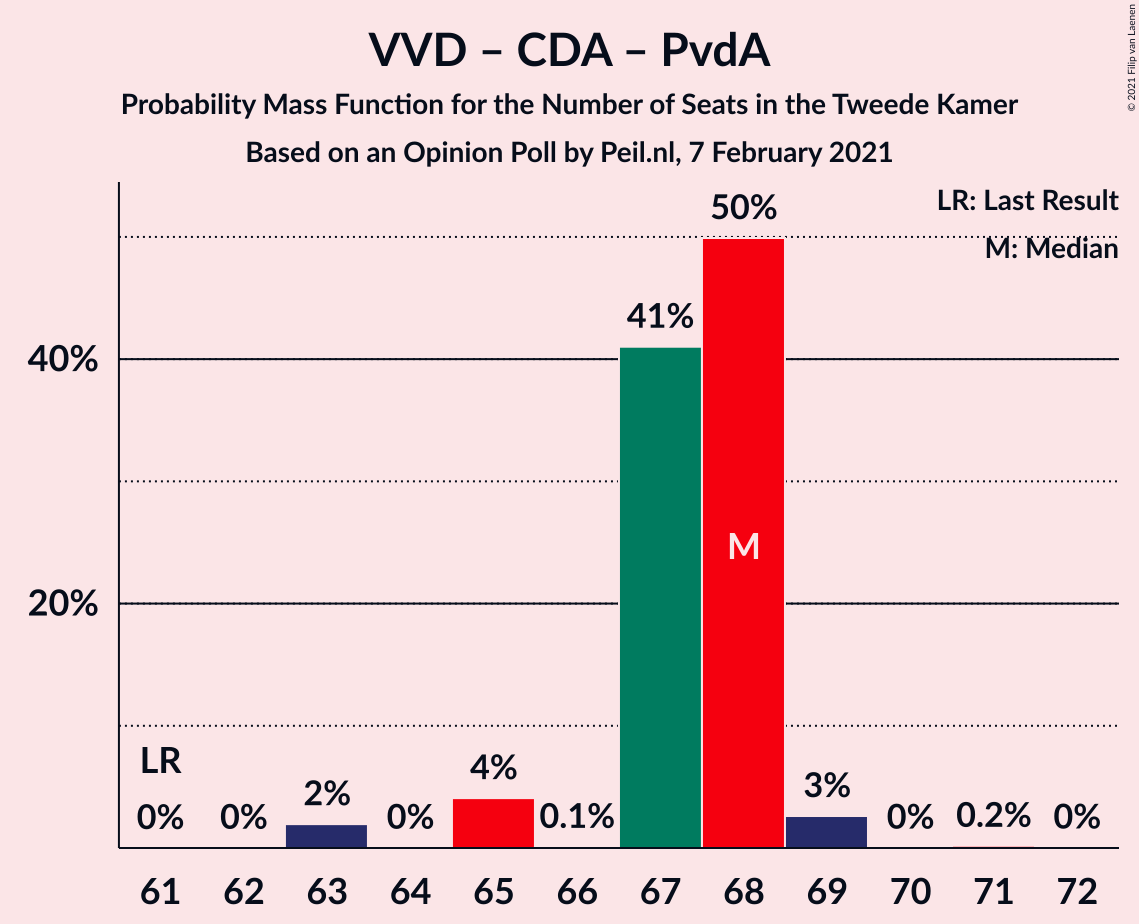 VVD – CDA – PvdA
Probability Mass Function for the Number of Seats in the Tweede Kamer
Based on an Opinion Poll by Peil.nl, 7 February 2021
© 2021 Filip van Laenen
LR: Last Result
M: Median
50%
41%
40%
M
20%
LR
0%
0%
2%
0%
4%
0.1%
3%
0%
0.2%
0%
61 62 63 64 65 66 67 68 69 70 71 72